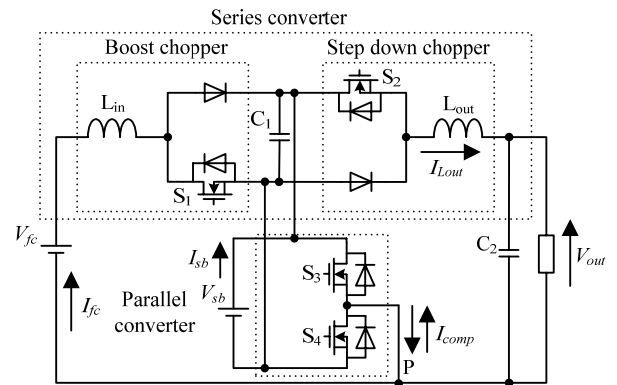 Series converter
Boost chopper
Step down chopper
S2
Lin
C1
Lout
S1
ILout
Vfc
Isb
C2
Vout
S3
Vsb
Ifc
Parallel
converter
S4
Icomp
P